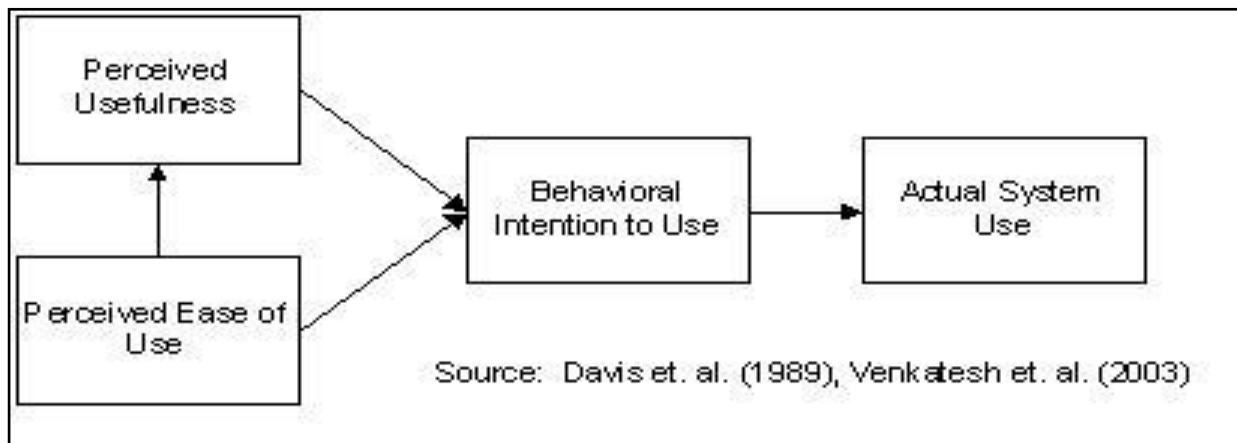 Perceived
Usefulness
Behavioral
Intention to Use
Actual System
Use
Perceived Ease of
Use
Source: Davis et. al. (1989), Venkatesh et. al. (2003)